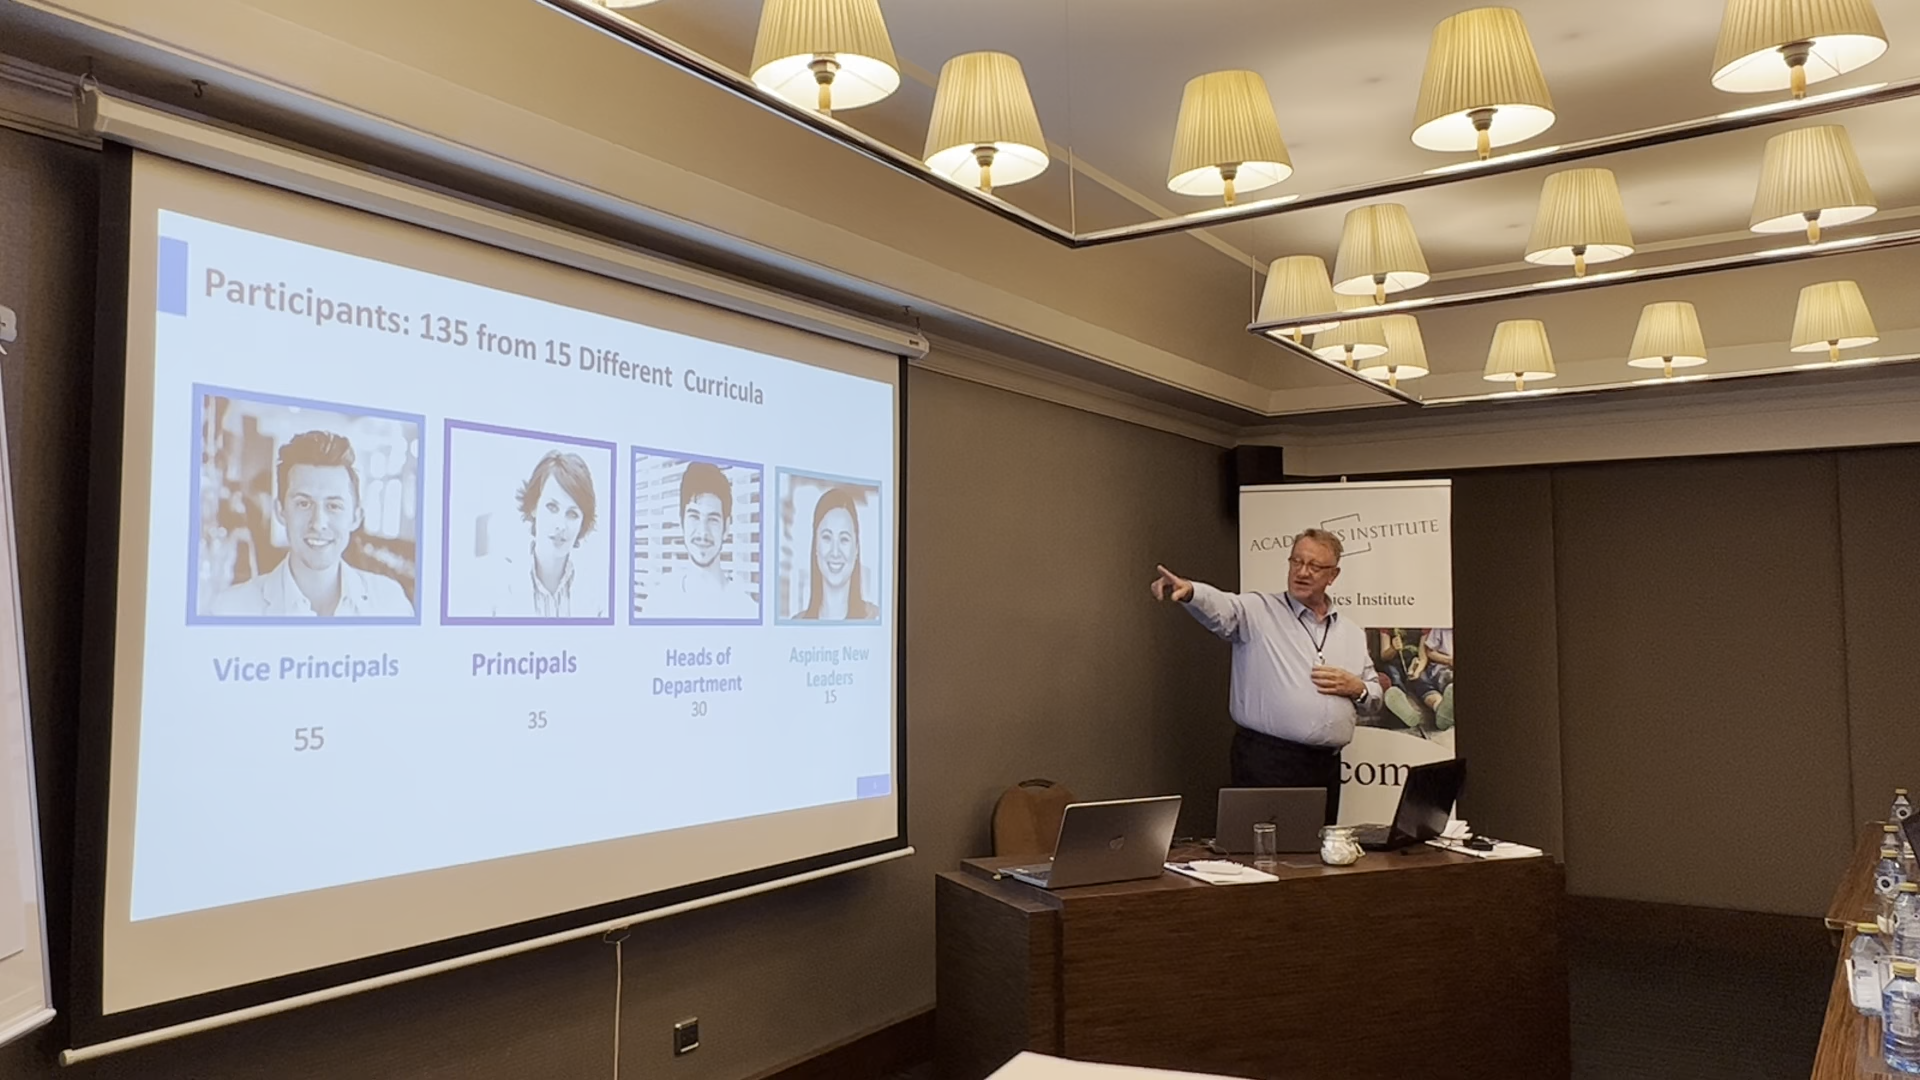 Participants: 135 from 15 Different Curricula
Vice Principals
55
Principals
35
Heads of
Department
30
Aspiring New
Leaders
15
INSTITUTE
Institute
com